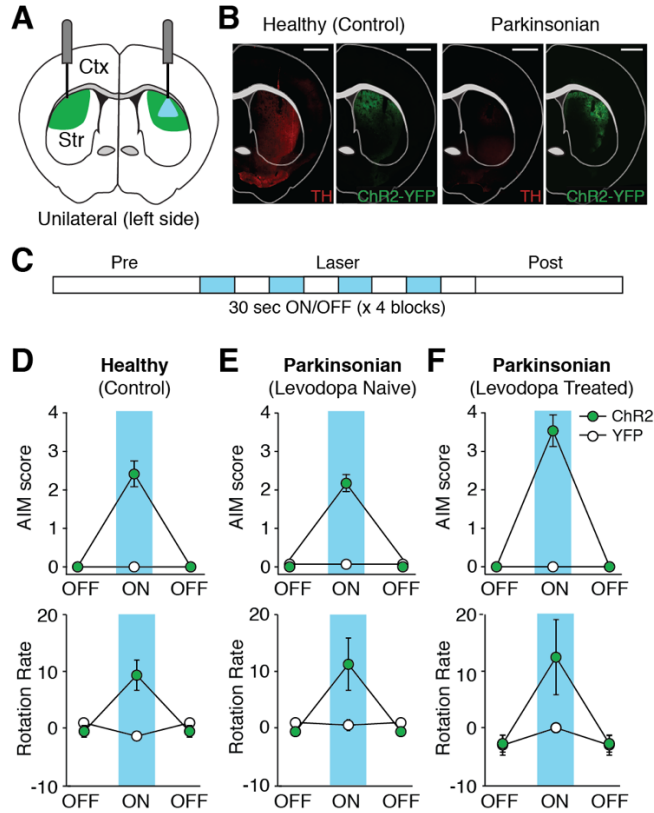 A
Ctx
Str
Unilateral (left side)
B
Healthy (Control)
Parkinsonian
TH
ChR2-YFP
TH
ChR2-YFP
C
Pre
Laser
Post
30 sec ON/OFF (x 4 blocks)
D
Healthy
(Control)
AIM score
4
3
2
1
0
OFF
ON
OFF
Rotation Rate
20
10
0
-10
OFF
ON
OFF
E
Parkinsonian
(Levodopa Naive)
AIM score
4
3
2
1
0
OFF
ON
OFF
Rotation Rate
20
10
0
-10
OFF
ON
OFF
F
Parkinsonian
(Levodopa Treated)
ChR2
YFP
AIM score
4
3
2
1
0
OFF
ON
OFF
Rotation Rate
20
10
0
-10
OFF
ON
OFF